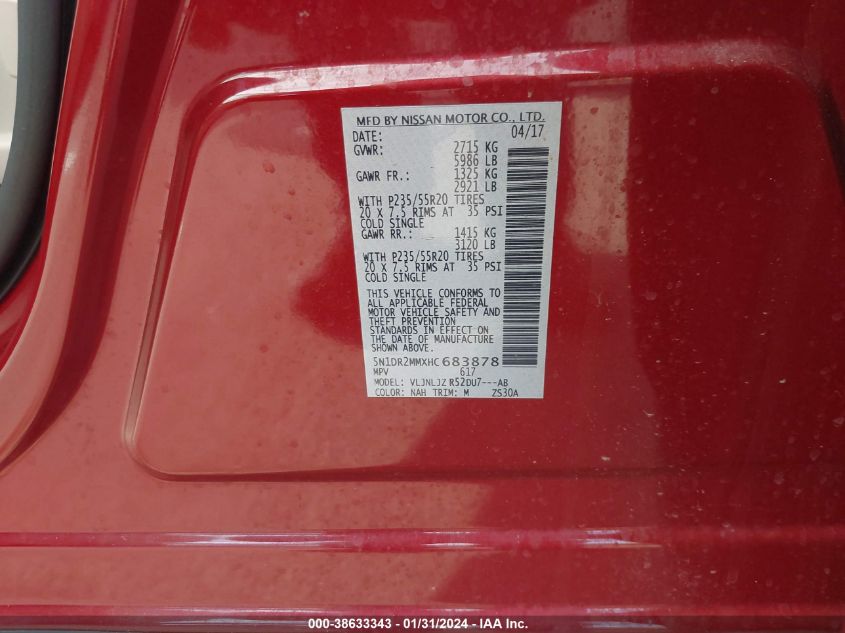 MFD BY NISSAN MOTOR CO., LTD.
DATE: 04/17
GVWR: 2715 KG
5986 LB
GAWR FR.: 1325 KG
2921 LB
WITH P235/55R20 TIRES
20 X 7.5 RIMS AT 35 PSI
COLD SINGLE
GAWR RR.: 1415 KG
3120 LB
WITH P235/55R20 TIRES
20 X 7.5 RIMS AT 35 PSI
COLD SINGLE
THIS VEHICLE CONFORMS TO
ALL APPLICABLE FEDERAL
MOTOR VEHICLE SAFETY AND
THEFT PREVENTION
STANDARDS IN EFFECT ON
THE DATE OF MANUFACTURE
SHOWN ABOVE.
5N1DR2MMXHC683878
MPV 617
MODEL: VLJNLJZ R52DU7---AB
COLOR: NAH TRIM: M ZS30A
000-38633343 / 01/31/2024 - IAAI Inc.